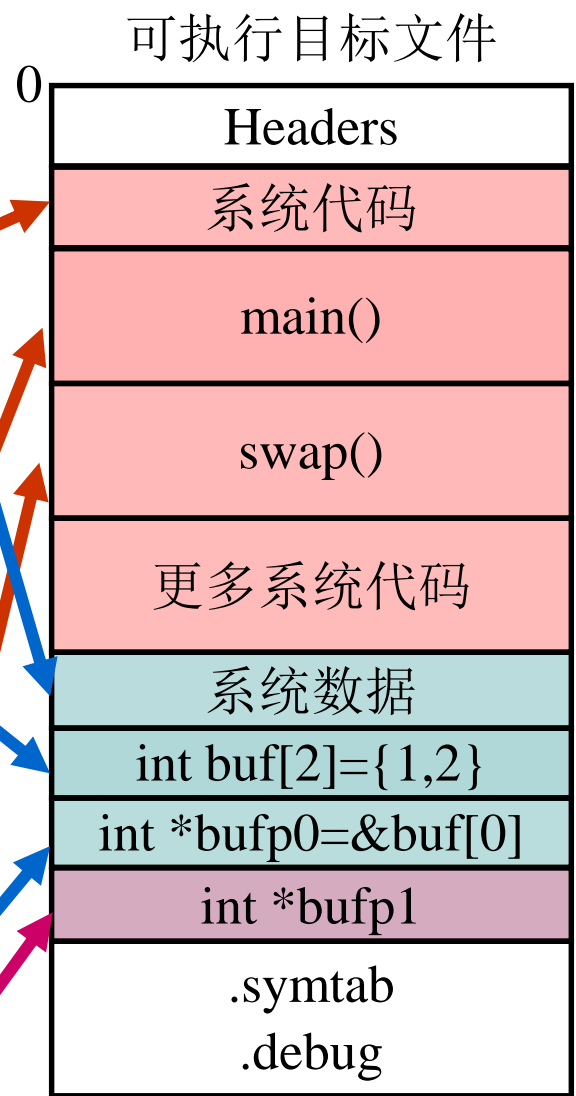 可执行目标文件
0
Headers
系统代码
main()
swap()
更多系统代码
系统数据
int buf[2]={1,2}
int *bufp0=&buf[0]
int *bufp1
.symtab
.debug